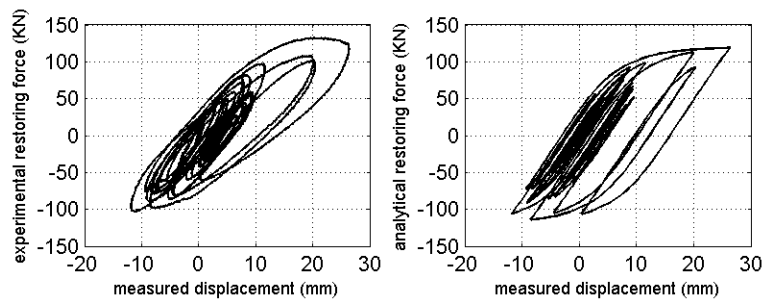 experimental restoring force (KN)
150
100
50
0
-50
-100
-150
-20 -10 0 10 20 30
measured displacement (mm)
analytical restoring force (KN)
150
100
50
0
-50
-100
-150
-20 -10 0 10 20 30
measured displacement (mm)